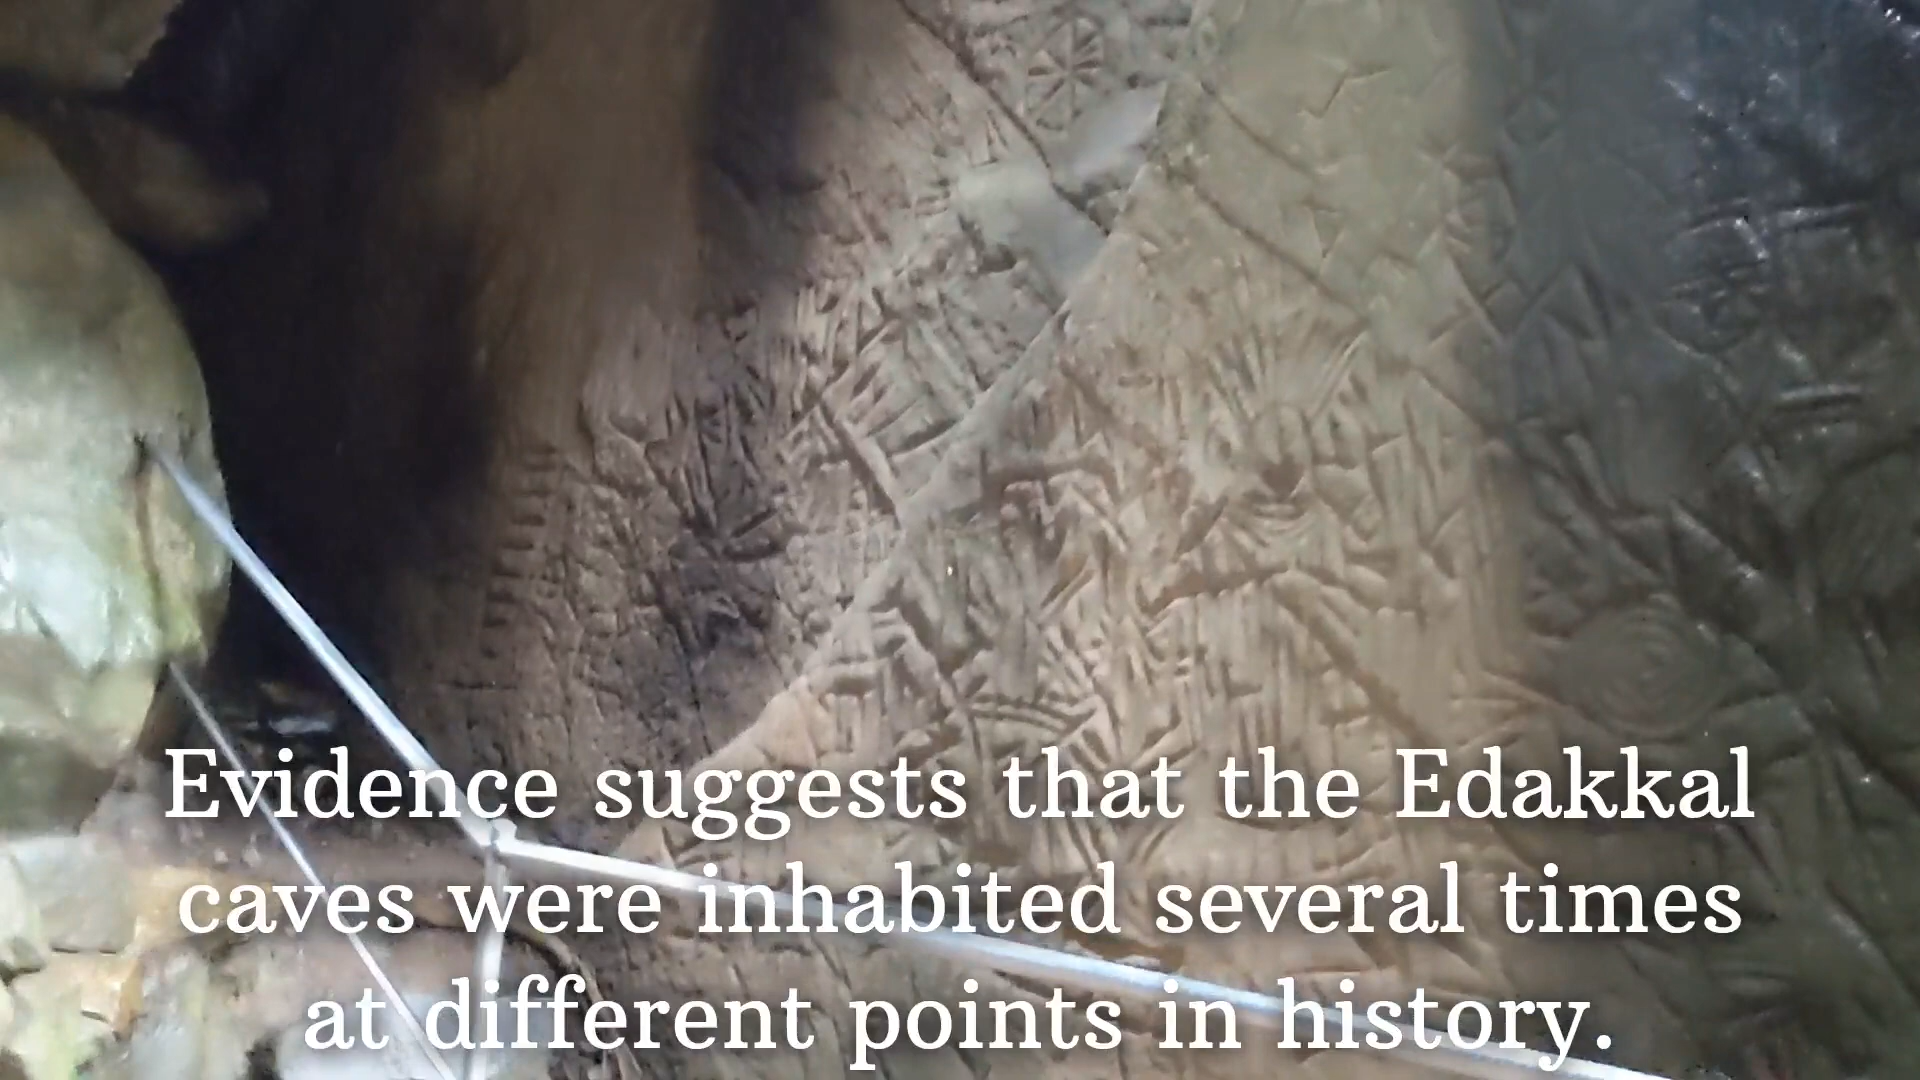 Evidence suggests that the Edakkal
caves were inhabited several times
at different points in history.